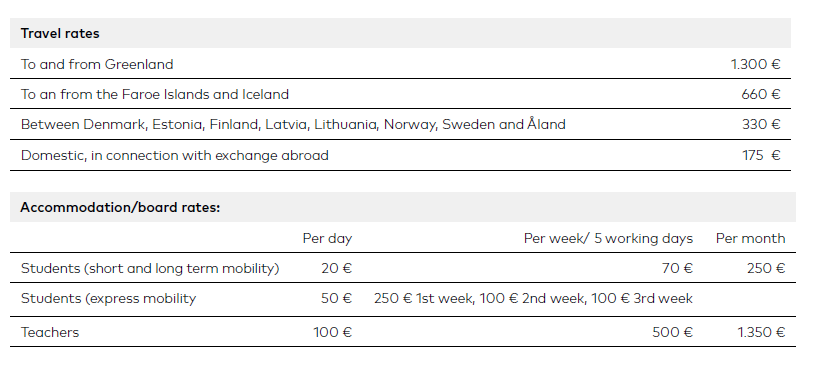 Travel rates
To and from Greenland 1.300 €
To an from the Faroe Islands and Iceland 660 €
Between Denmark, Estonia, Finland, Latvia, Lithuania, Norway, Sweden and Åland 330 €
Domestic, in connection with exchange abroad 175 €
Accommodation/board rates:
Per day Per week/ 5 working days Per month
Students (short and long term mobility) 20 € 70 € 250 €
Students (express mobility 50 € 250 € 1st week, 100 € 2nd week, 100 € 3rd week
Teachers 100 € 500 € 1.350 €